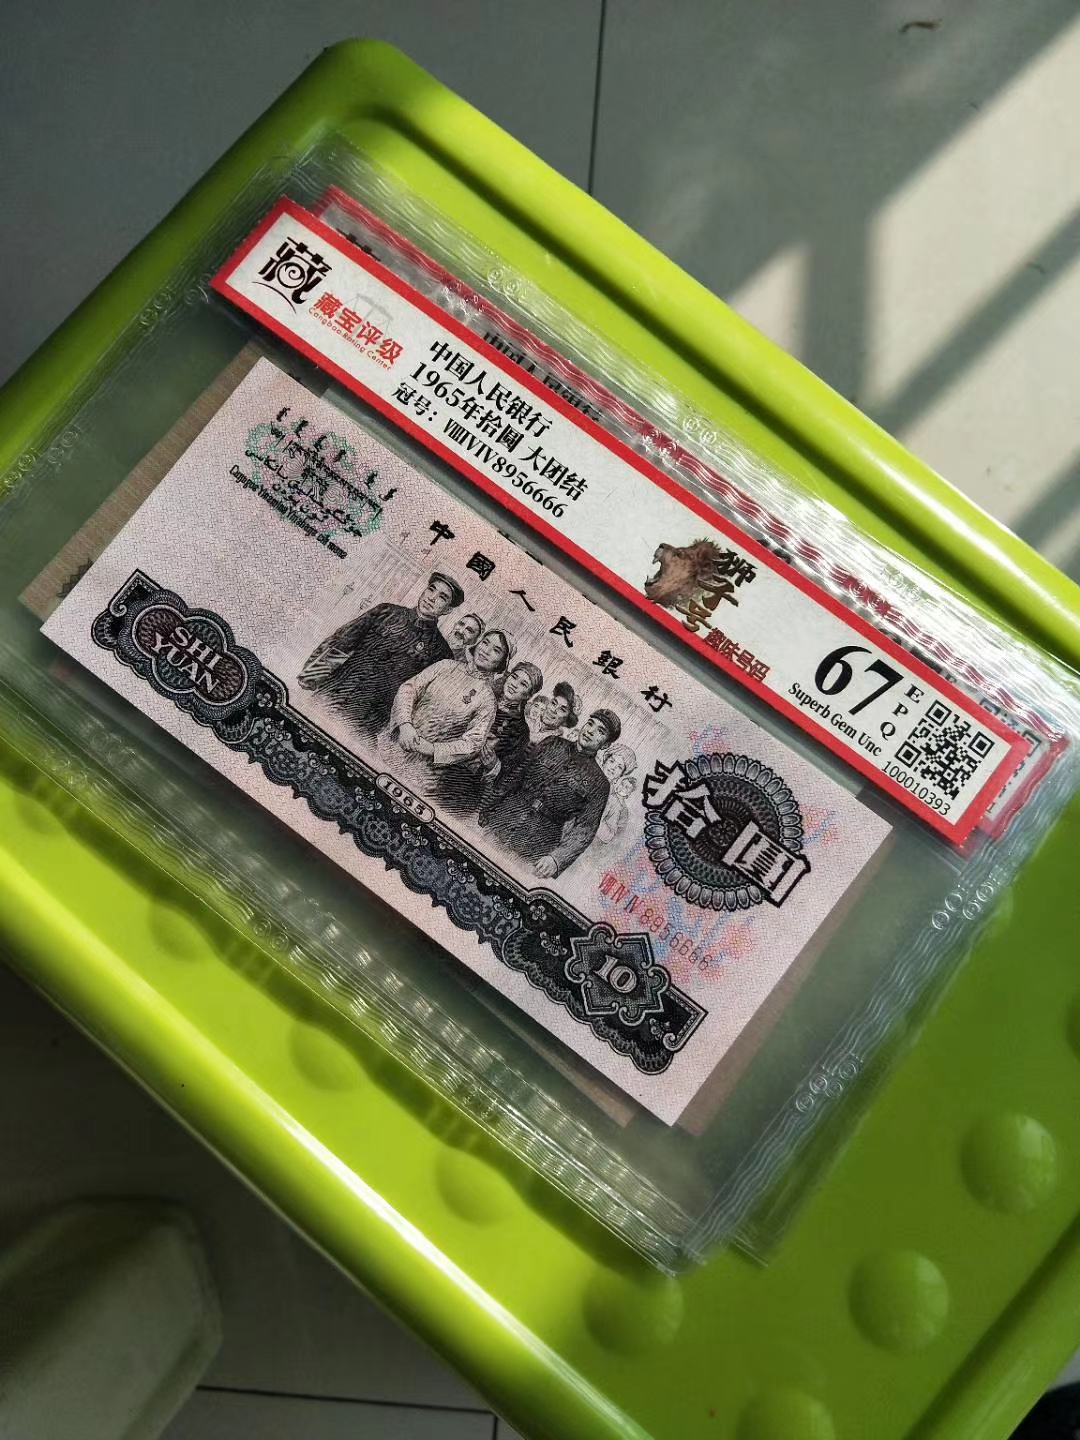 藏
藏宝评级
Cangbao Rating Center
中国人民银行
1965年拾圆 大团结
冠号：ⅧⅣⅣ8956666
狮子号
67
EPQ
Superb Gem Unc
100010393
中國人民銀行
SHI
YUAN
1965
拾圓
ⅧⅣⅣ8956666
10